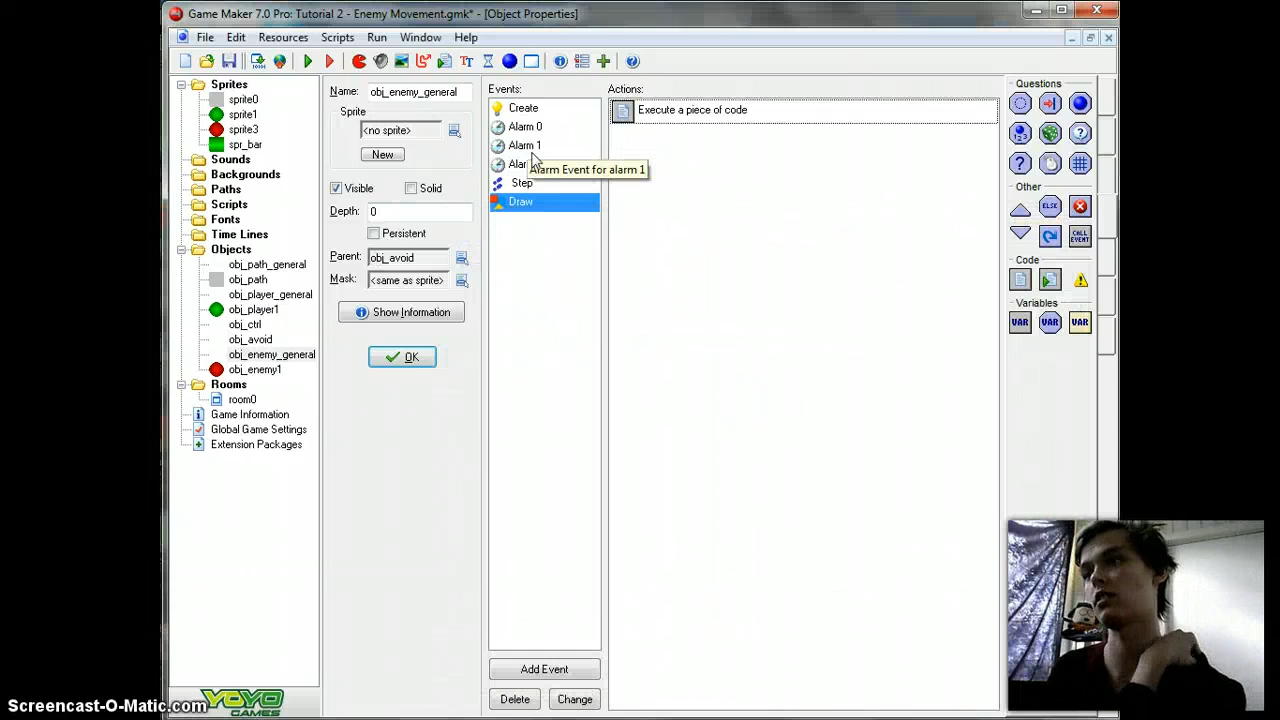 Game Maker 7.0 Pro: Tutorial 2 - Enemy Movement.gmk* - [Object Properties]
File Edit Resources Scripts Run Window Help
Sprites
sprite0
sprite1
sprite3
spr_bar
Sounds
Backgrounds
Paths
Scripts
Fonts
Time Lines
Objects
obj_path_general
obj_path
obj_player_general
obj_player1
obj_ctrl
obj_avoid
obj_enemy_general
obj_enemy1
Rooms
room0
Game Information
Global Game Settings
Extension Packages
YOYO
GAMES
Name: obj_enemy_general
Sprite
<no sprite>
New
Visible Solid
Depth: 0
Persistent
Parent: obj_avoid
Mask: <same as sprite>
Show Information
OK
Events:
Create
Alarm 0
Alarm 1
Alar
Alarm Event for alarm 1
Step
Draw
Add Event
Delete Change
Actions:
Execute a piece of code
Questions
Other
ELSE
CALL
EVENT
Code
Variables
VAR VAR VAR
Screencast-O-Matic.com